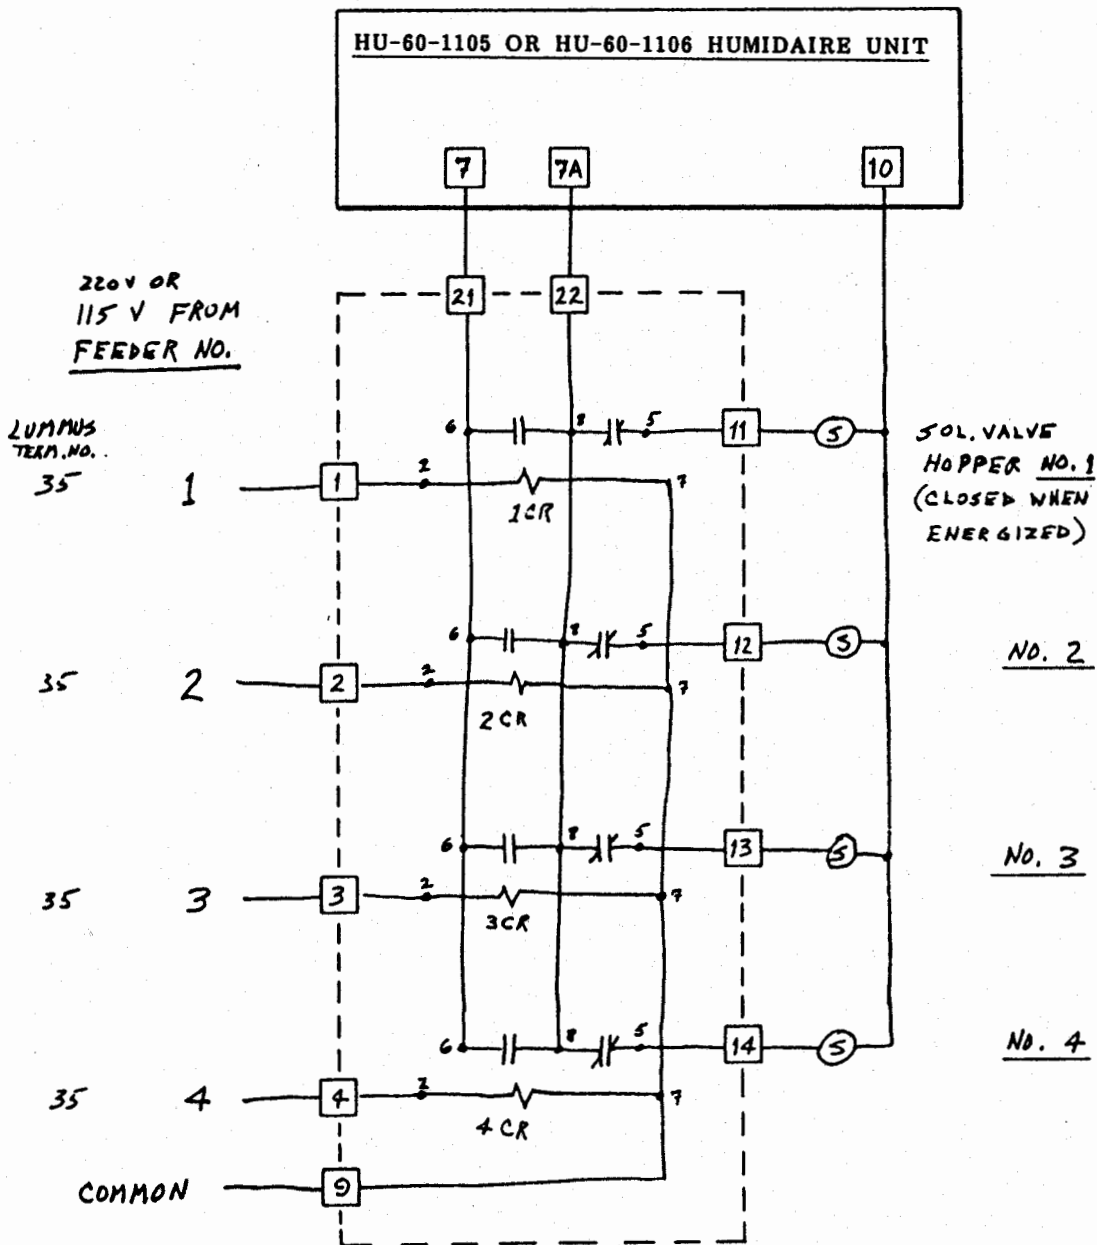 HU-60-1105 OR HU-60-1106 HUMIDAIRE UNIT
7 7A 10
220V OR
115 V FROM
FEEDER NO.
21 22
LUMMUS
TERM. NO.
6 8 5 11 S
SOL. VALVE
HOPPER NO. 1
(CLOSED WHEN
ENERGIZED)
35 1 1 2 7
1CR
6 8 5 12 S NO. 2
35 2 2 2 7
2CR
6 8 5 13 S NO. 3
35 3 3 2 7
3CR
6 8 5 14 S NO. 4
35 4 4 2 7
4CR
COMMON 9